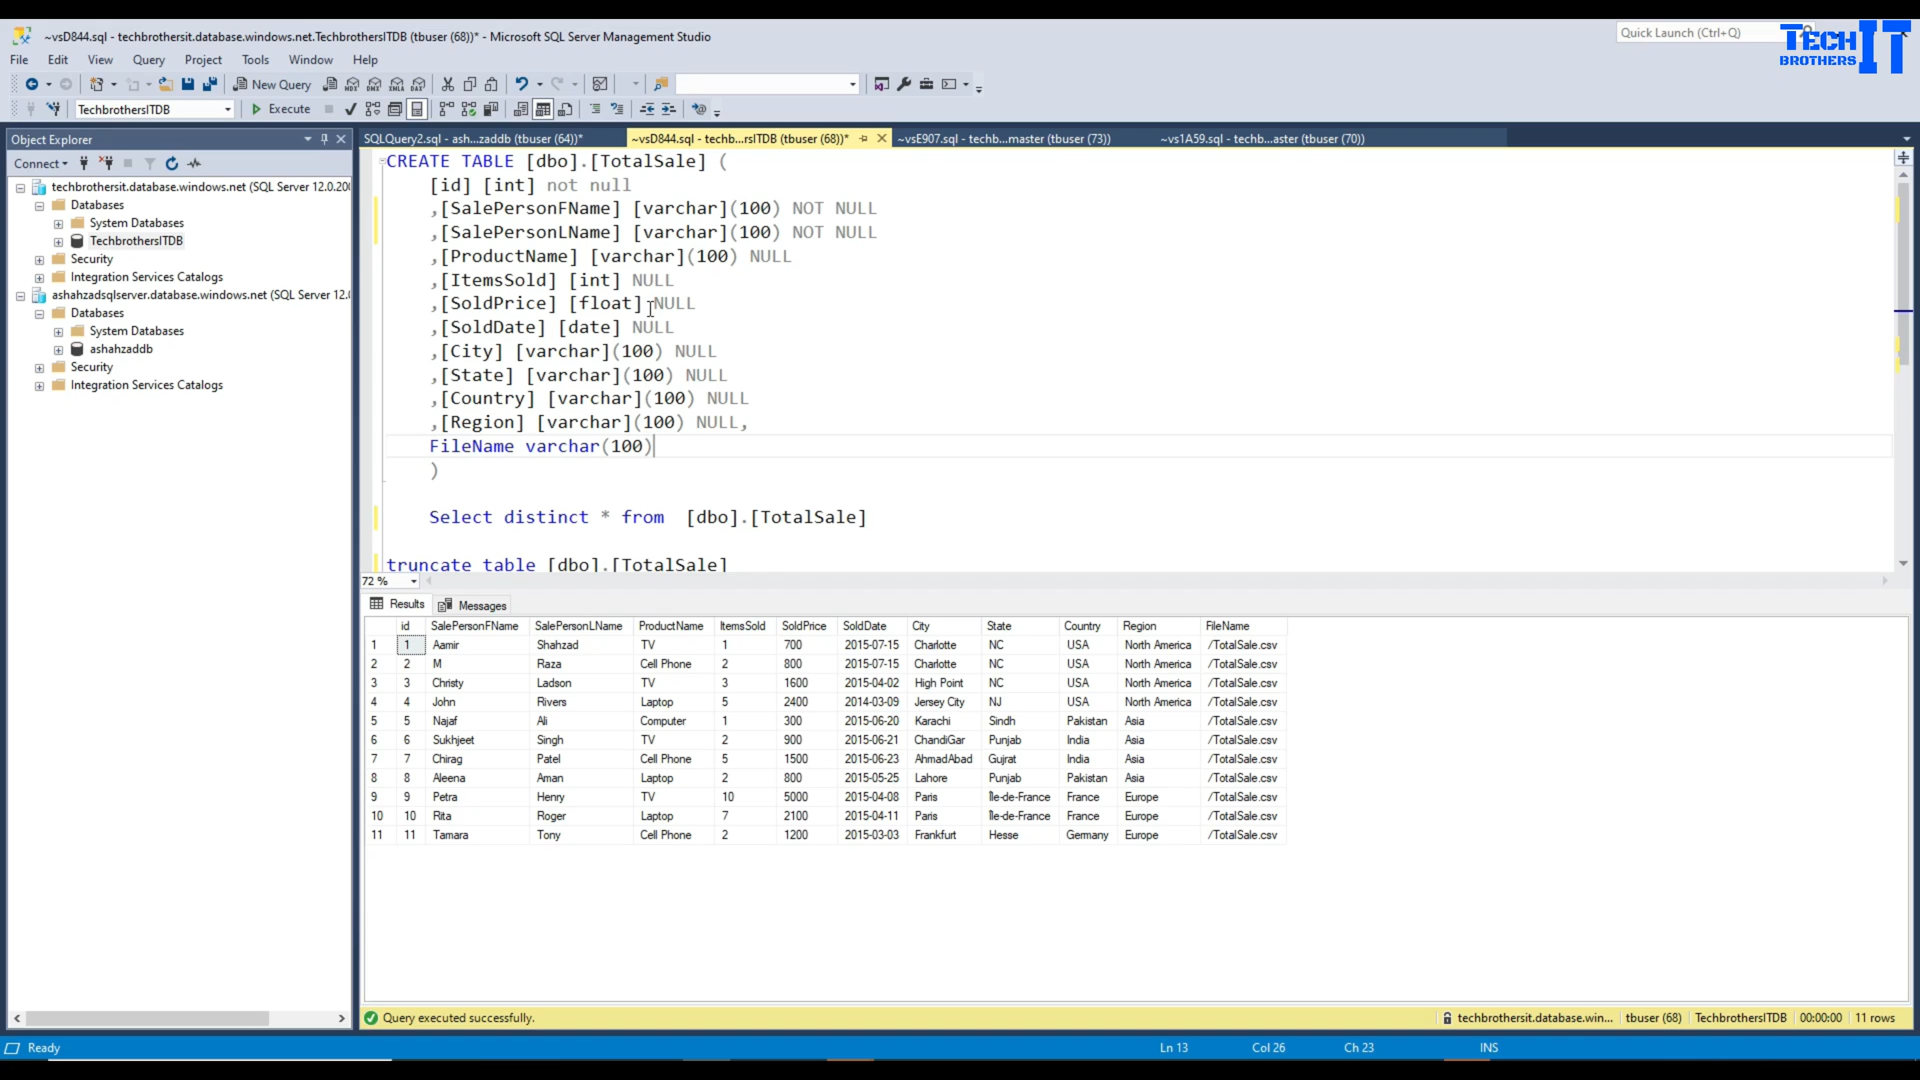 ~vsD844.sql - techbrothersit.database.windows.net.TechbrothersITDB (tbuser (68))* - Microsoft SQL Server Management Studio
Quick Launch (Ctrl+Q)
TECH IT
BROTHERS
File Edit View Query Project Tools Window Help
New Query
TechbrothersITDB Execute
Object Explorer
SQLQuery2.sql - ash...zaddb (tbuser (64))* ~vsD844.sql - techb...rsITDB (tbuser (68))* ~vsE907.sql - techb...master (tbuser (73)) ~vs1A59.sql - techb...aster (tbuser (70))
Connect
techbrothersit.database.windows.net (SQL Server 12.0.200
Databases
System Databases
TechbrothersITDB
Security
Integration Services Catalogs
ashahzadsqlserver.database.windows.net (SQL Server 12.
Databases
System Databases
ashahzaddb
Security
Integration Services Catalogs
CREATE TABLE [dbo].[TotalSale] (
[id] [int] not null
,[SalePersonFName] [varchar](100) NOT NULL
,[SalePersonLName] [varchar](100) NOT NULL
,[ProductName] [varchar](100) NULL
,[ItemsSold] [int] NULL
,[SoldPrice] [float] NULL
,[SoldDate] [date] NULL
,[City] [varchar](100) NULL
,[State] [varchar](100) NULL
,[Country] [varchar](100) NULL
,[Region] [varchar](100) NULL,
FileName varchar(100)
)
Select distinct * from [dbo].[TotalSale]
truncate table [dbo].[TotalSale]
72 %
Results Messages
id SalePersonFName SalePersonLName ProductName ItemsSold SoldPrice SoldDate City State Country Region FileName
1 1 Aamir Shahzad TV 1 700 2015-07-15 Charlotte NC USA North America /TotalSale.csv
2 2 M Raza Cell Phone 2 800 2015-07-15 Charlotte NC USA North America /TotalSale.csv
3 3 Christy Ladson TV 3 1600 2015-04-02 High Point NC USA North America /TotalSale.csv
4 4 John Rivers Laptop 5 2400 2014-03-09 Jersey City NJ USA North America /TotalSale.csv
5 5 Najaf Ali Computer 1 300 2015-06-20 Karachi Sindh Pakistan Asia /TotalSale.csv
6 6 Sukhjeet Singh TV 2 900 2015-06-21 ChandiGar Punjab India Asia /TotalSale.csv
7 7 Chirag Patel Cell Phone 5 1500 2015-06-23 AhmadAbad Gujrat India Asia /TotalSale.csv
8 8 Aleena Aman Laptop 2 800 2015-05-25 Lahore Punjab Pakistan Asia /TotalSale.csv
9 9 Petra Henry TV 10 5000 2015-04-08 Paris Île-de-France France Europe /TotalSale.csv
10 10 Rita Roger Laptop 7 2100 2015-04-11 Paris Île-de-France France Europe /TotalSale.csv
11 11 Tamara Tony Cell Phone 2 1200 2015-03-03 Frankfurt Hesse Germany Europe /TotalSale.csv
Query executed successfully. techbrothersit.database.win... tbuser (68) TechbrothersITDB 00:00:00 11 rows
Ready Ln 13 Col 26 Ch 23 INS